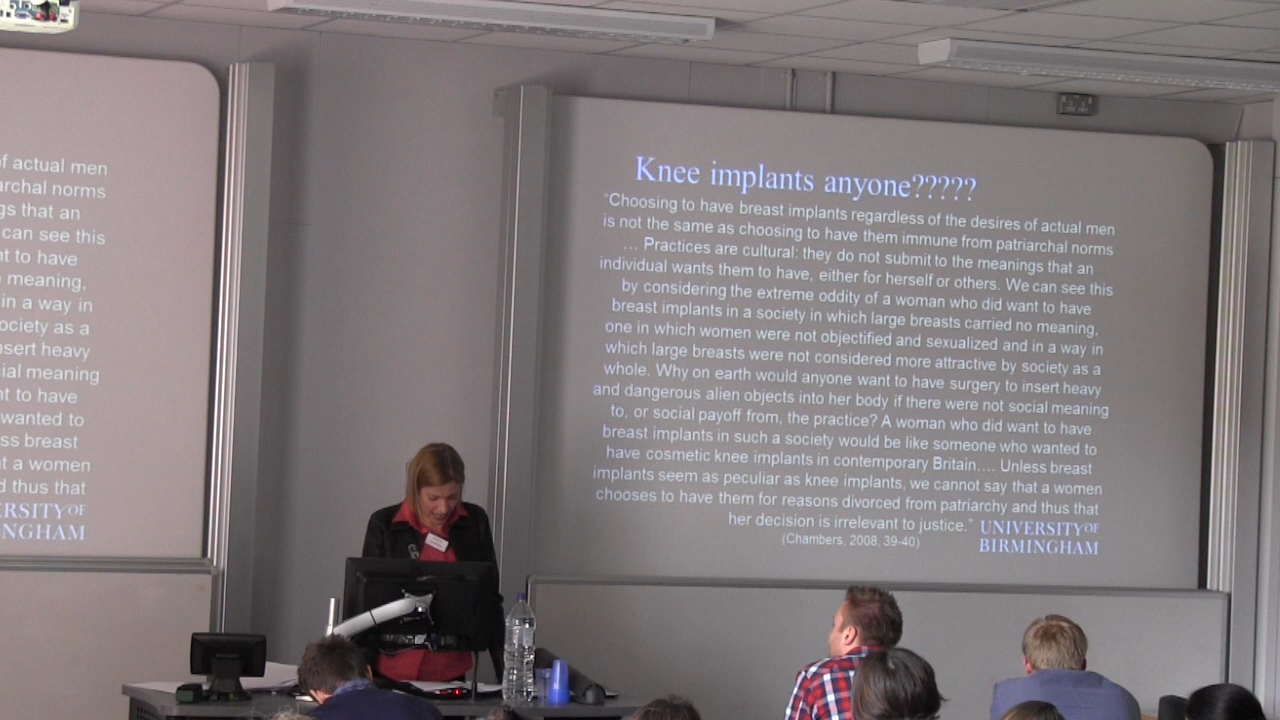 of actual men
archal norms
gs that an
can see this
nt to have
meaning,
in a way in
ociety as a
nsert heavy
ial meaning
nt to have
wanted to
ss breast
t a women
d thus that
RSITYOF
NGHAM
Knee implants anyone?????
“Choosing to have breast implants regardless of the desires of actual men
is not the same as choosing to have them immune from patriarchal norms
… Practices are cultural: they do not submit to the meanings that an
individual wants them to have, either for herself or others. We can see this
by considering the extreme oddity of a woman who did want to have
breast implants in a society in which large breasts carried no meaning,
one in which women were not objectified and sexualized and in a way in
which large breasts were not considered more attractive by society as a
whole. Why on earth would anyone want to have surgery to insert heavy
and dangerous alien objects into her body if there were not social meaning
to, or social payoff from, the practice? A woman who did want to have
breast implants in such a society would be like someone who wanted to
have cosmetic knee implants in contemporary Britain…. Unless breast
implants seem as peculiar as knee implants, we cannot say that a women
chooses to have them for reasons divorced from patriarchy and thus that
her decision is irrelevant to justice.”
(Chambers, 2008, 39-40)
UNIVERSITYOF
BIRMINGHAM